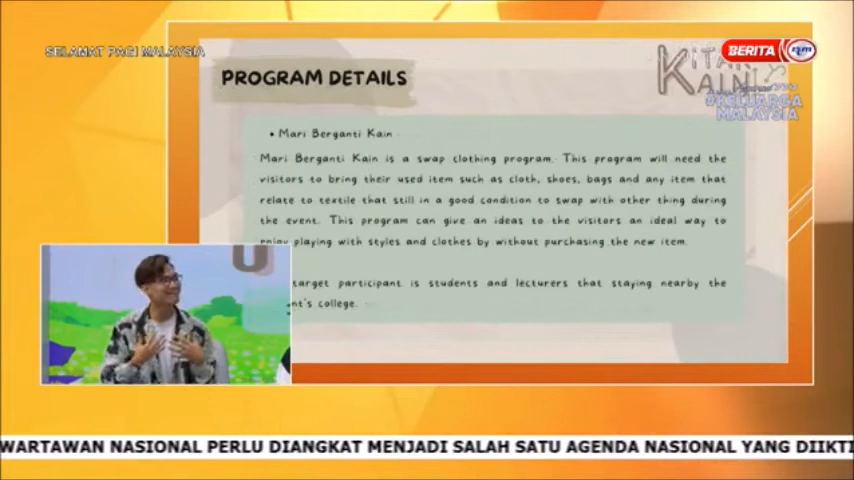 SELAMAT PAGI MALAYSIA
BERITA rtm
PROGRAM DETAILS
KITAR
KAIN
#KELUARGA
MALAYSIA
• Mari Berganti Kain
Mari Berganti Kain is a swap clothing program. This program will need the
visitors to bring their used item such as cloth, shoes, bags and any item that
relate to textile that still in a good condition to swap with other thing during
the event. This program can give an ideas to the visitors an ideal way to
enjoy playing with styles and clothes by without purchasing the new item.
target participant is students and lecturers that staying nearby the
nt's college.
U
WARTAWAN NASIONAL PERLU DIANGKAT MENJADI SALAH SATU AGENDA NASIONAL YANG DIIKTI